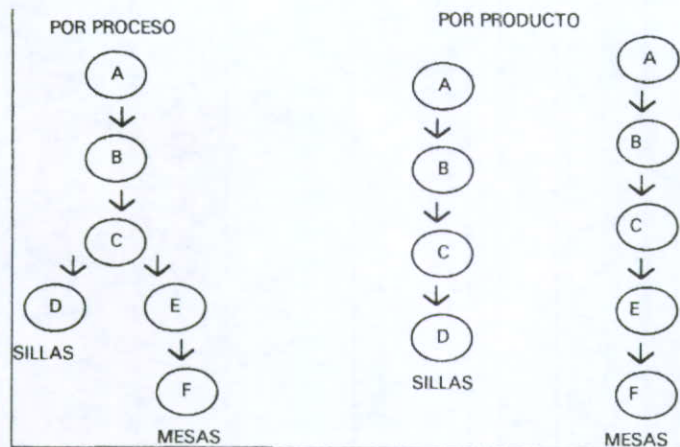 POR PROCESO
A
B
C
D
E
SILLAS
F
MESAS
POR PRODUCTO
A
B
C
D
SILLAS
A
B
C
E
F
MESAS